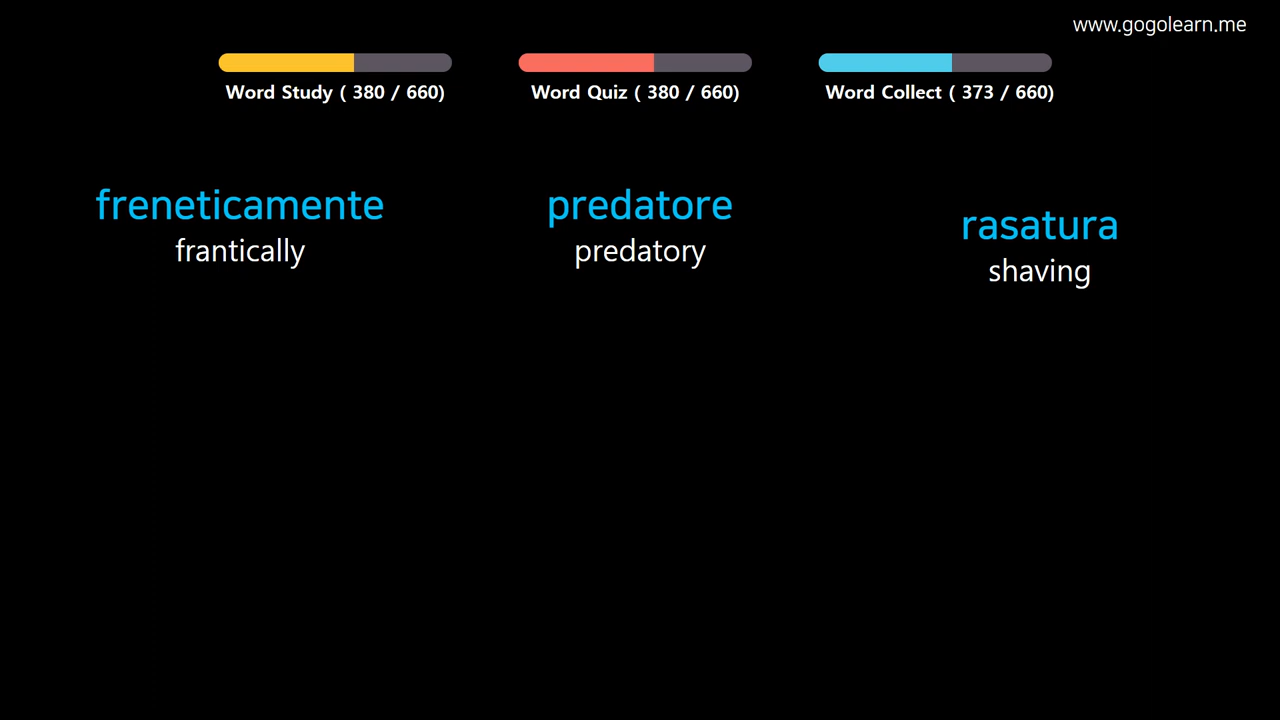 www.gogolearn.me
Word Study ( 380 / 660)
Word Quiz ( 380 / 660)
Word Collect ( 373 / 660)
freneticamente
frantically
predatore
predatory
rasatura
shaving